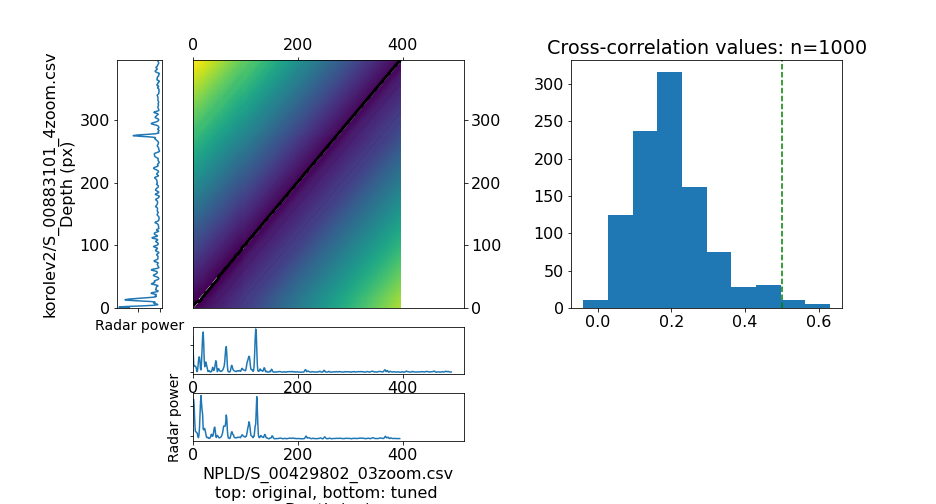 Cross-correlation values: n=1000
0 200 400
korolev2/S_00883101_4zoom.csv
Depth (px)
300
200
100
0
300
200
100
0
Radar power
300
250
200
150
100
50
0
0.0 0.2 0.4 0.6
0 200 400
Radar power
0 200 400
NPLD/S_00429802_03zoom.csv
top: original, bottom: tuned